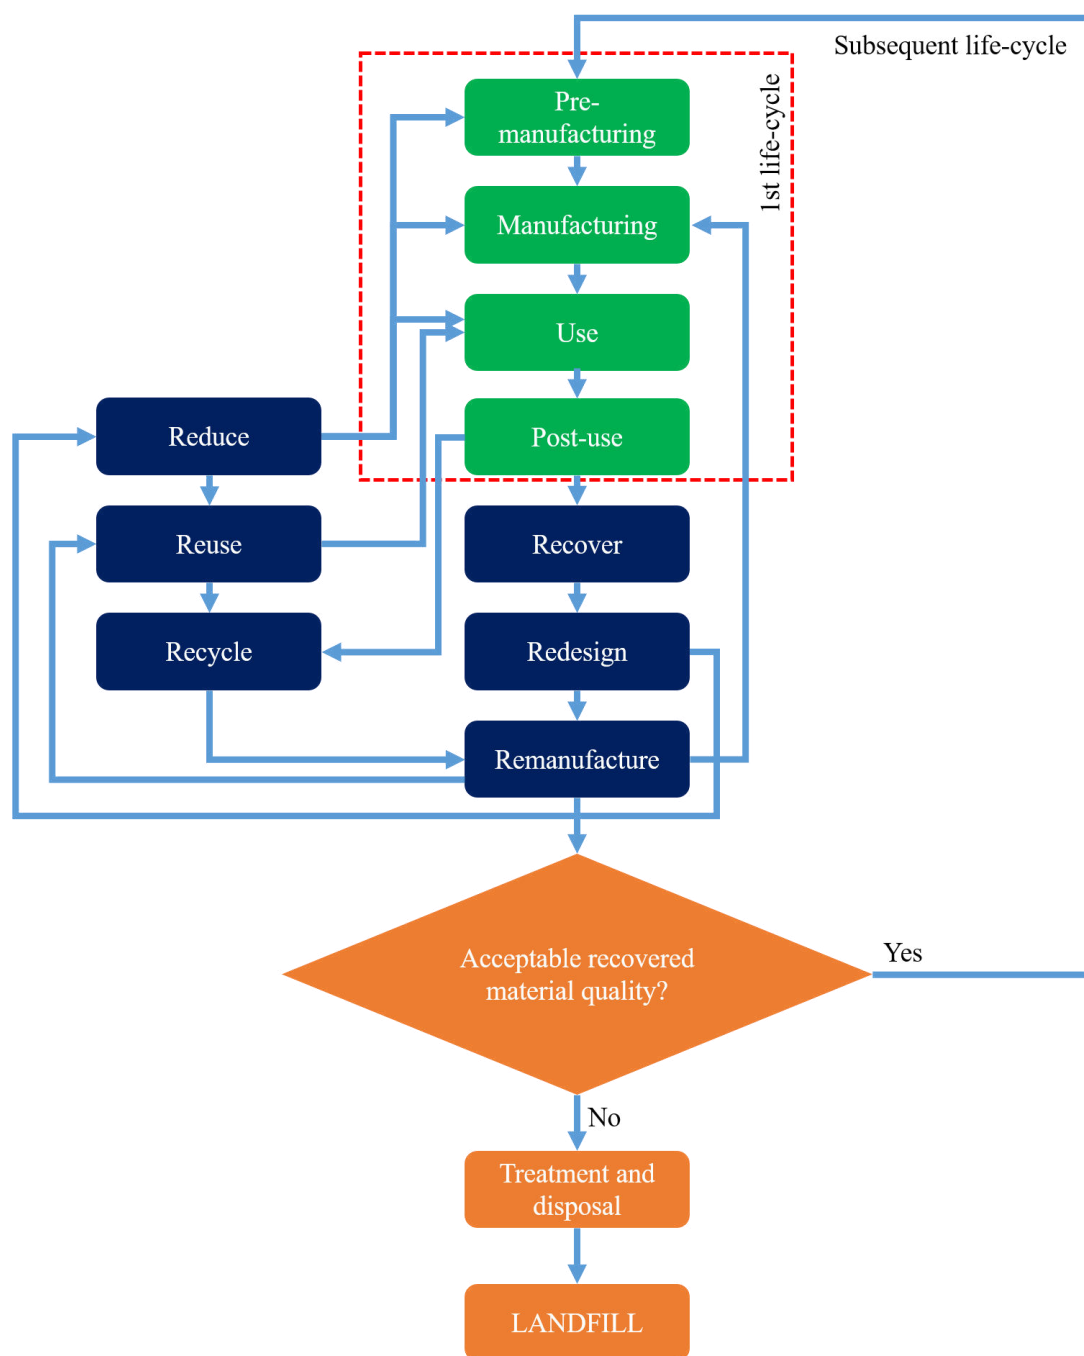 Subsequent life-cycle
1st life-cycle
Pre-
manufacturing
Manufacturing
Use
Post-use
Reduce
Reuse
Recycle
Recover
Redesign
Remanufacture
Acceptable recovered
material quality?
Yes
No
Treatment and
disposal
LANDFILL